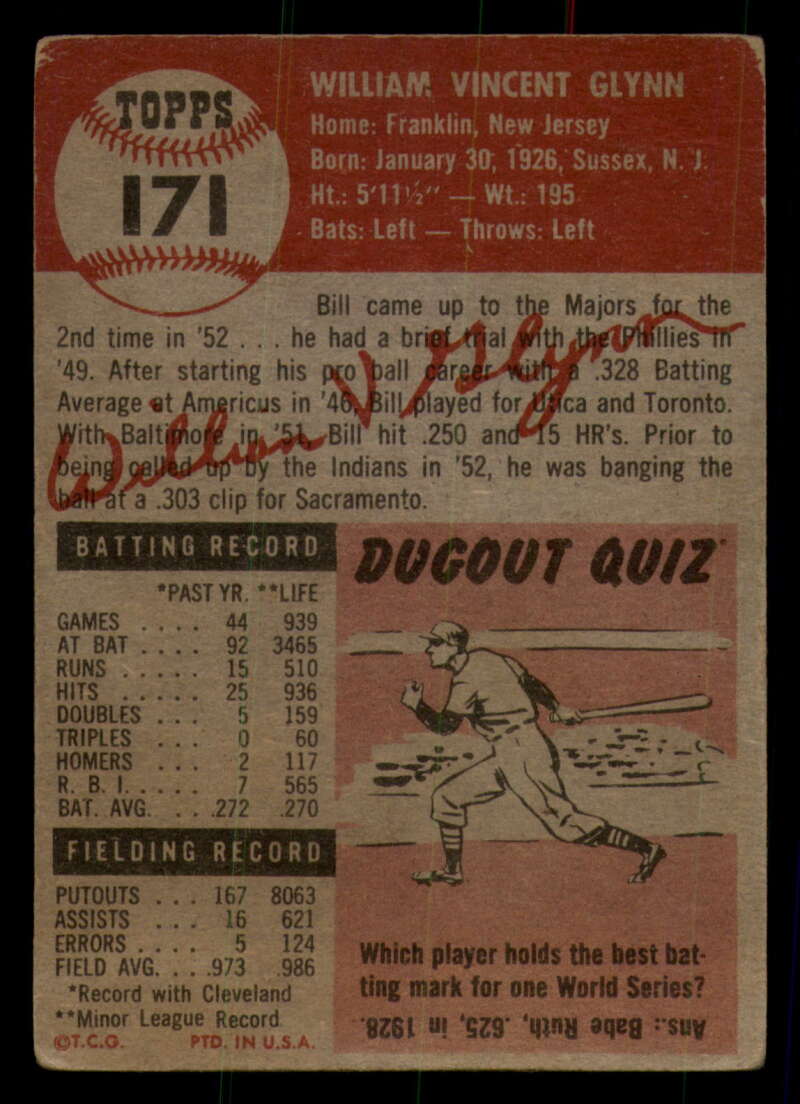 TOPPS
171
WILLIAM VINCENT GLYNN
Home: Franklin, New Jersey
Born: January 30, 1926, Sussex, N. J.
Ht.: 5'11½" — Wt.: 195
Bats: Left — Throws: Left
Bill came up to the Majors for the
2nd time in '52 . . . he had a brief trial with the Phillies in
'49. After starting his pro ball career with a .328 Batting
Average at Americus in '46, Bill played for Utica and Toronto.
With Baltimore in '51, Bill hit .250 and 15 HR's. Prior to
being called up by the Indians in '52, he was banging the
ball at a .303 clip for Sacramento.
William V Glynn
BATTING RECORD
*PAST YR. **LIFE
GAMES . . . . 44 939
AT BAT . . . . 92 3465
RUNS . . . . . 15 510
HITS . . . . . 25 936
DOUBLES . . . 5 159
TRIPLES . . . 0 60
HOMERS . . . 2 117
R. B. I. . . . . . 7 565
BAT. AVG. . . .272 .270
FIELDING RECORD
PUTOUTS . . . 167 8063
ASSISTS . . . 16 621
ERRORS . . . . 5 124
FIELD AVG. . . .973 .986
*Record with Cleveland
**Minor League Record
©T.C.G. PTD. IN U.S.A.
DUGOUT QUIZ
Which player holds the best bat-
ting mark for one World Series?
Ans.: Babe Ruth, .625, in 1928.